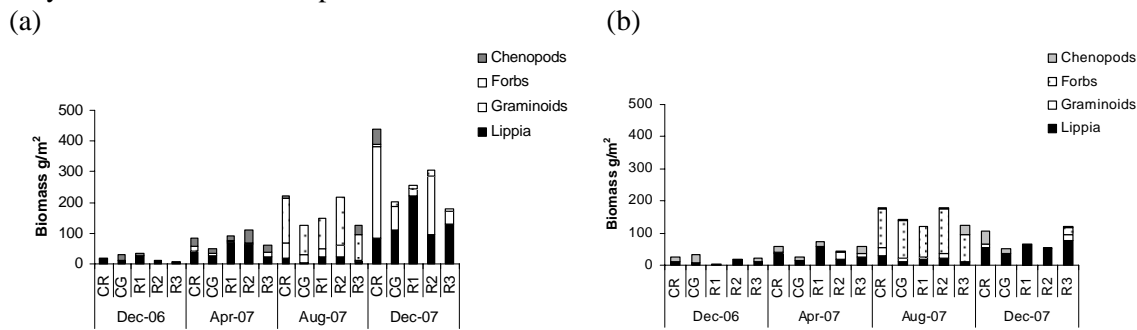 (a)
(b)
Chenopods
Forbs
Graminoids
Lippia
500
400
300
200
100
0
Biomass g/m²
CR CG R1 R2 R3 CR CG R1 R2 R3 CR CG R1 R2 R3 CR CG R1 R2 R3
Dec-06 Apr-07 Aug-07 Dec-07
Chenopods
Forbs
Graminoids
Lippia
500
400
300
200
100
0
Biomass g/m²
CR CG R1 R2 R3 CR CG R1 R2 R3 CR CG R1 R2 R3 CR CG R1 R2 R3
Dec-06 Apr-07 Aug-07 Dec-07